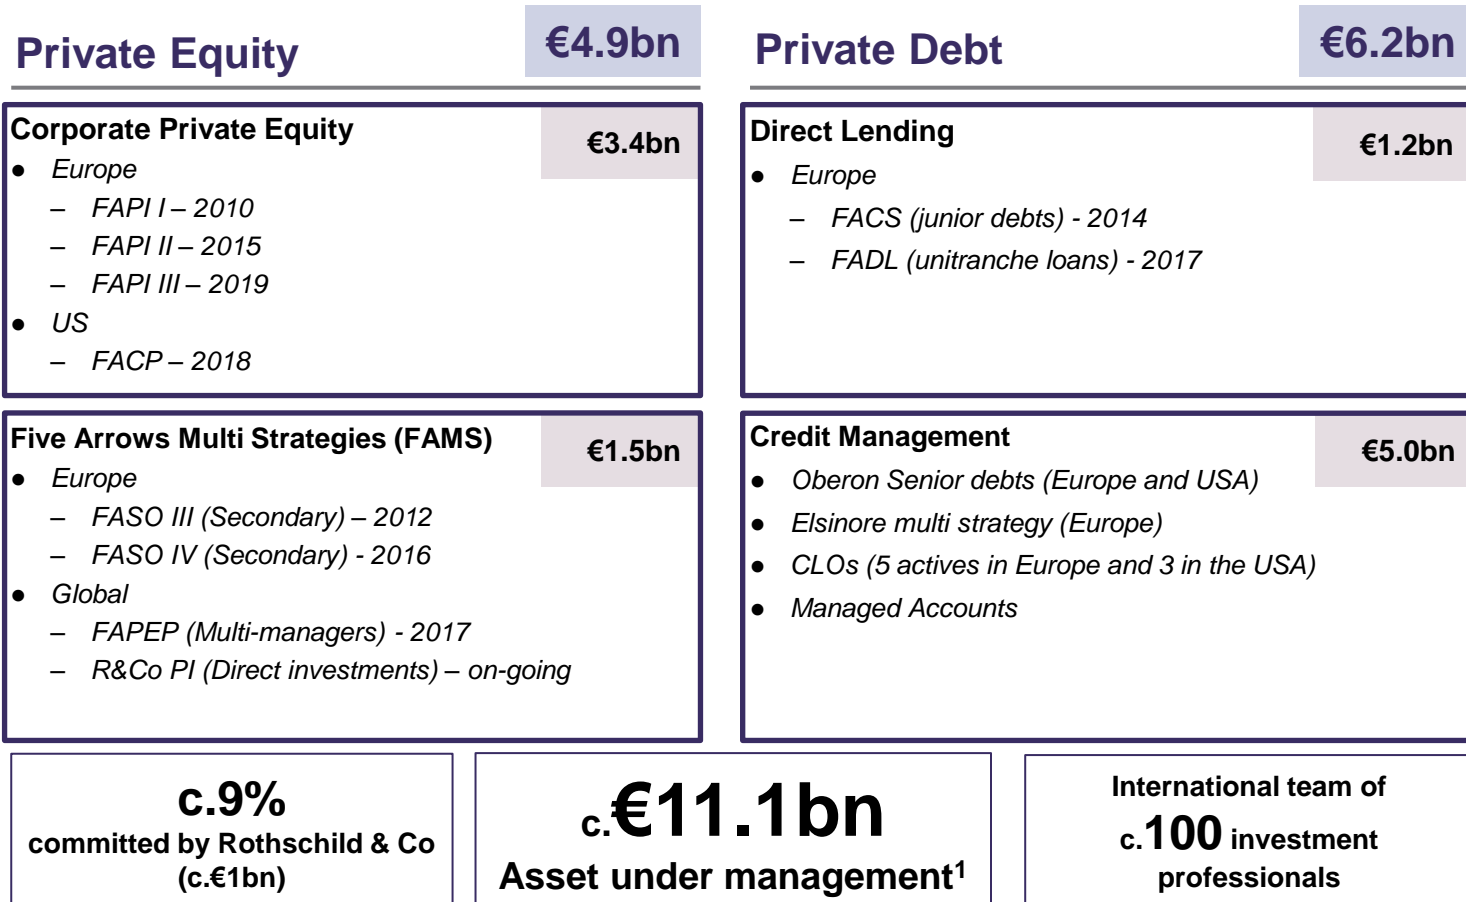 Private Equity
€4.9bn
Corporate Private Equity
€3.4bn
● Europe
– FAPI I – 2010
– FAPI II – 2015
– FAPI III – 2019
● US
– FACP – 2018
Five Arrows Multi Strategies (FAMS)
€1.5bn
● Europe
– FASO III (Secondary) – 2012
– FASO IV (Secondary) - 2016
● Global
– FAPEP (Multi-managers) - 2017
– R&Co PI (Direct investments) – on-going
Private Debt
€6.2bn
Direct Lending
€1.2bn
● Europe
– FACS (junior debts) - 2014
– FADL (unitranche loans) - 2017
Credit Management
€5.0bn
● Oberon Senior debts (Europe and USA)
● Elsinore multi strategy (Europe)
● CLOs (5 actives in Europe and 3 in the USA)
● Managed Accounts
c.9%
committed by Rothschild & Co
(c.€1bn)
c.€11.1bn
Asset under management¹
International team of
c.100 investment
professionals